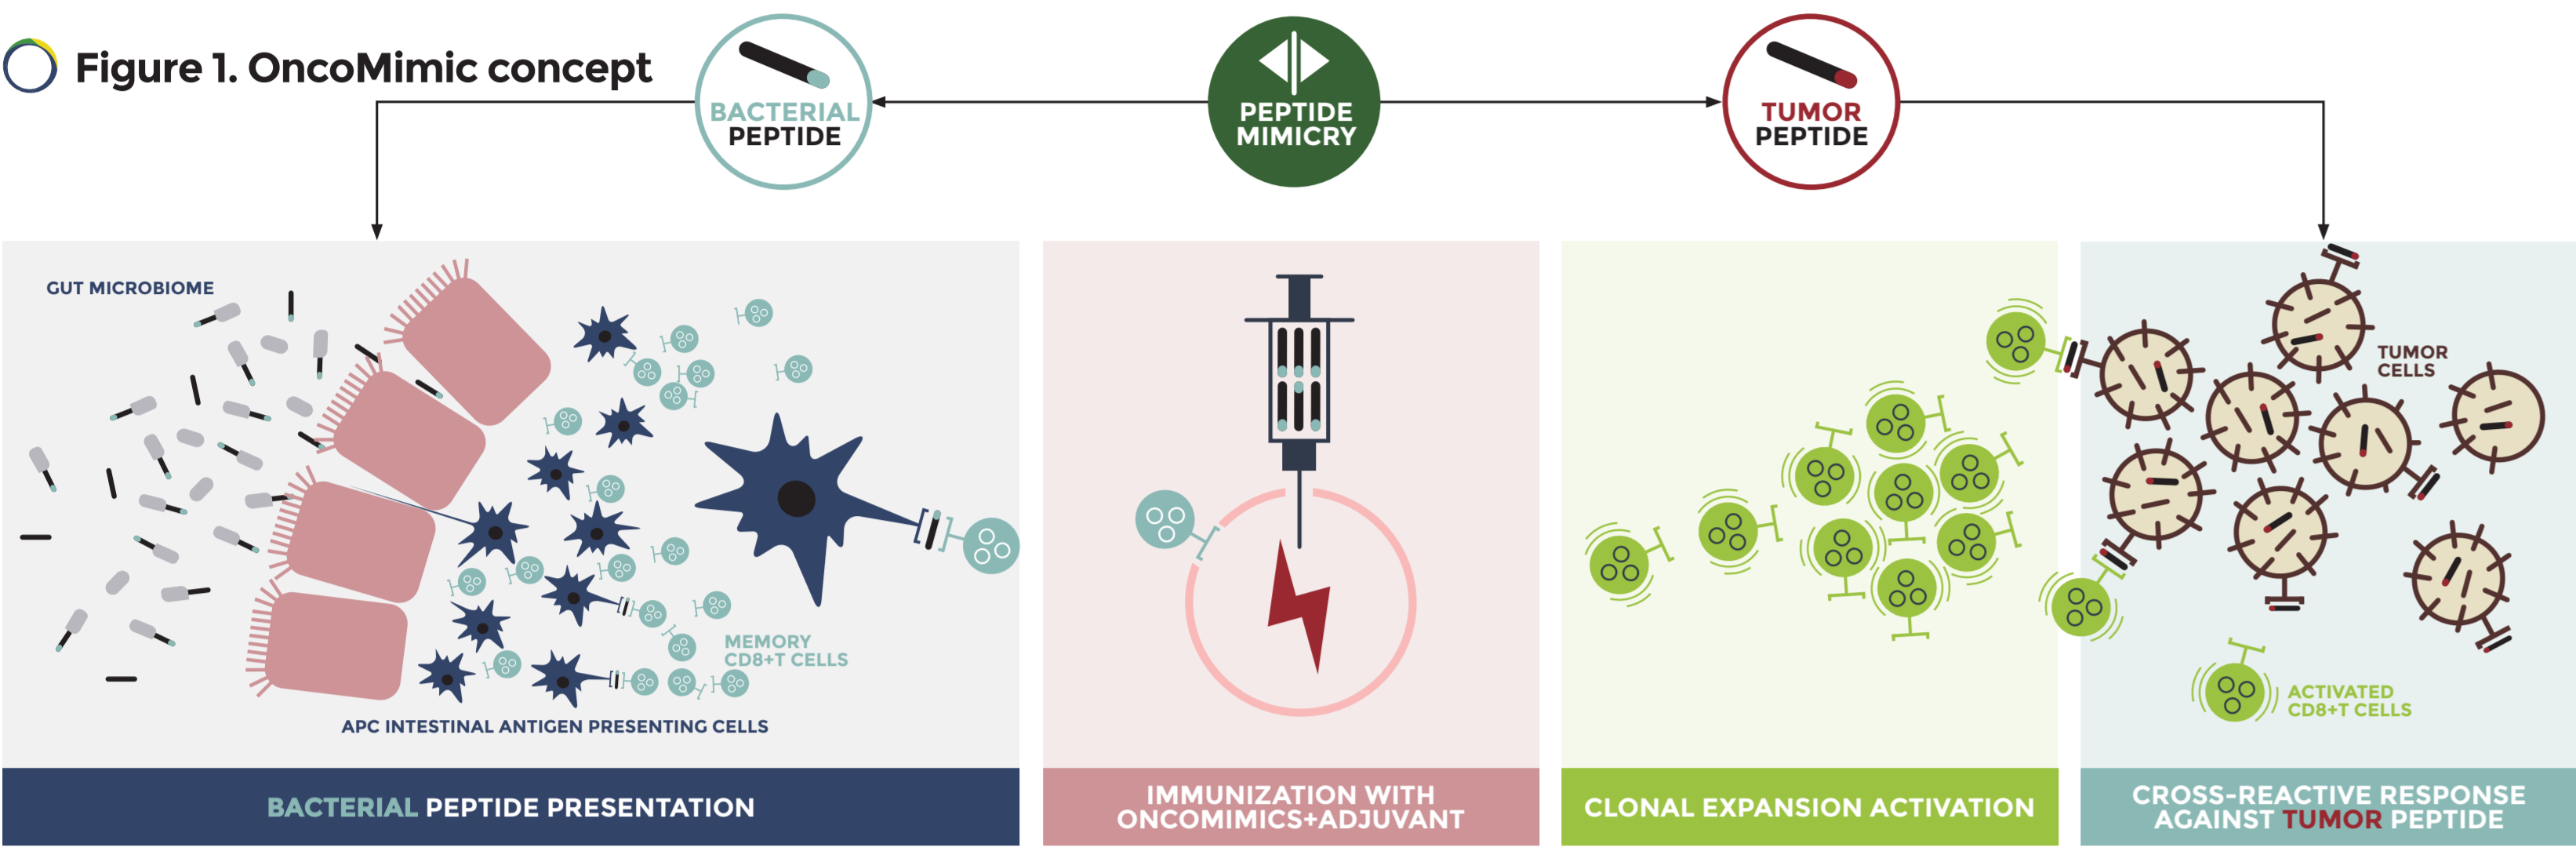 Figure 1. OncoMimic concept
BACTERIAL
PEPTIDE
PEPTIDE
MIMICRY
TUMOR
PEPTIDE
GUT MICROBIOME
MEMORY
CD8+T CELLS
APC INTESTINAL ANTIGEN PRESENTING CELLS
BACTERIAL PEPTIDE PRESENTATION
IMMUNIZATION WITH
ONCOMIMICS+ADJUVANT
CLONAL EXPANSION ACTIVATION
TUMOR
CELLS
ACTIVATED
CD8+T CELLS
CROSS-REACTIVE RESPONSE
AGAINST TUMOR PEPTIDE